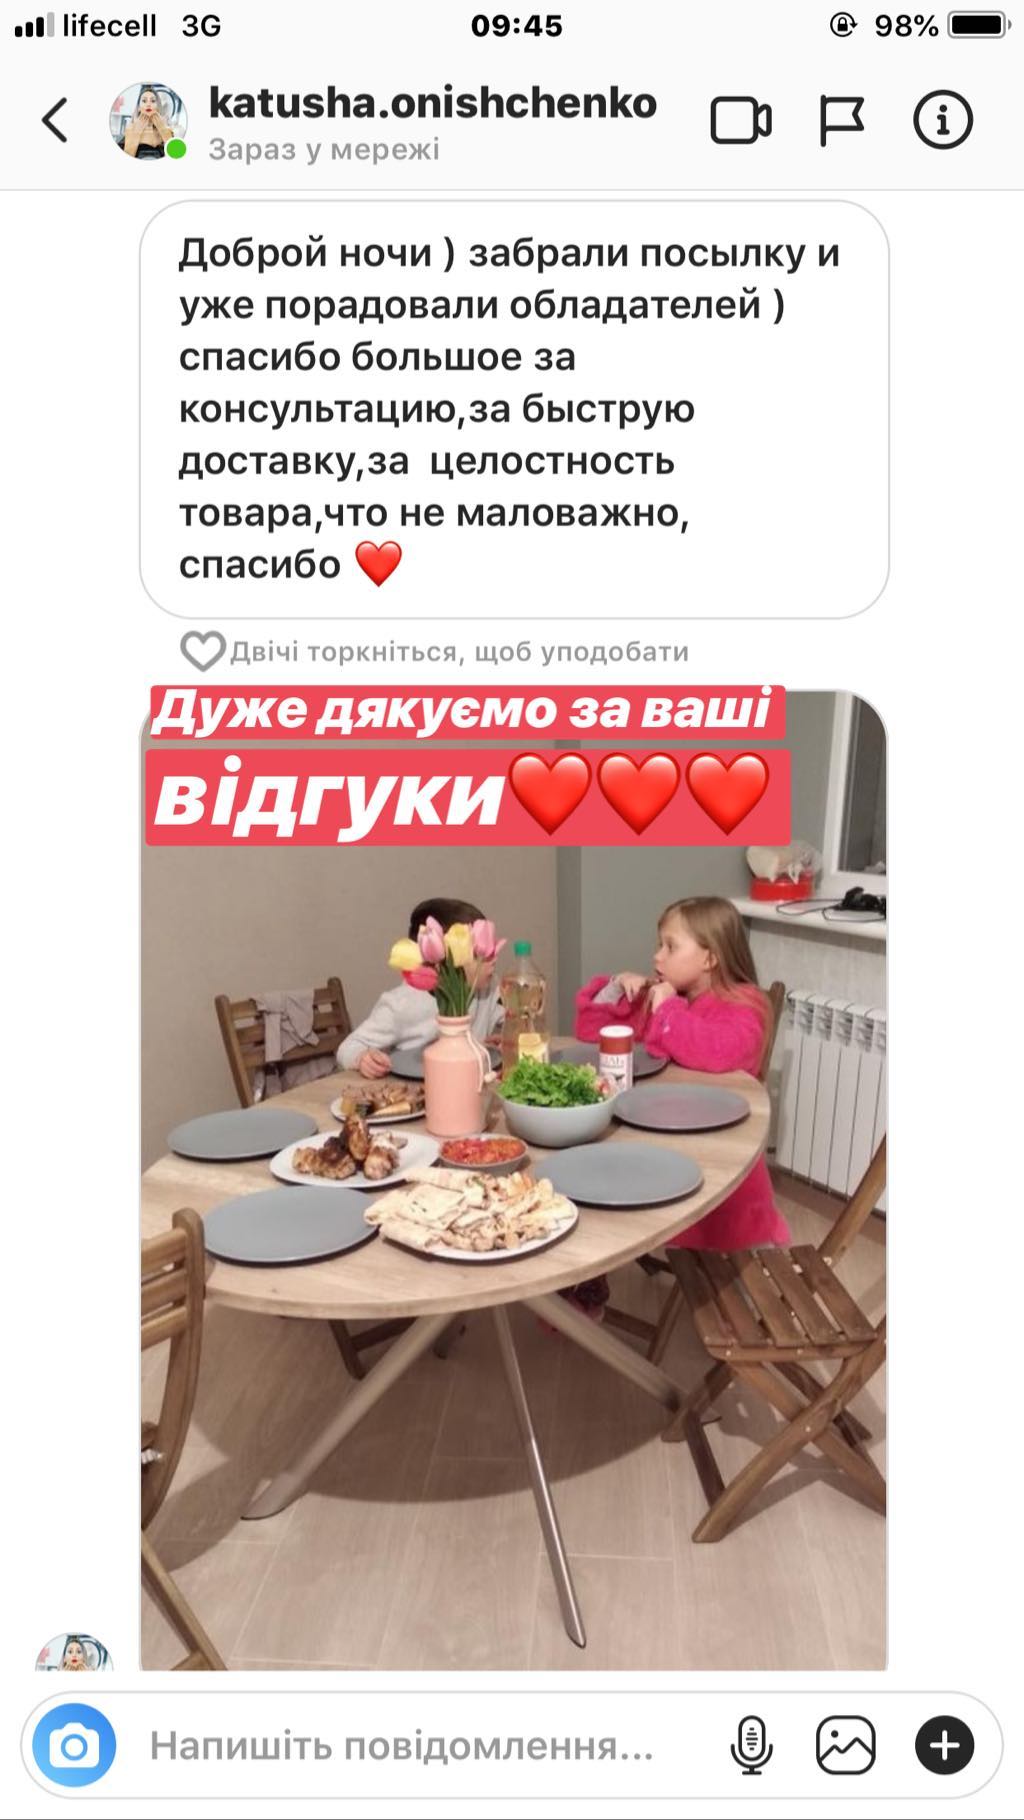 lifecell 3G 09:45 98%
katusha.onishchenko
Зараз у мережі
Доброй ночи ) забрали посылку и
уже порадовали обладателей )
спасибо большое за
консультацию,за быструю
доставку,за целостность
товара,что не маловажно,
спасибо ❤️
Двічі торкніться, щоб уподобати
Дуже дякуємо за ваші
відгуки❤️❤️❤️
Напишіть повідомлення...